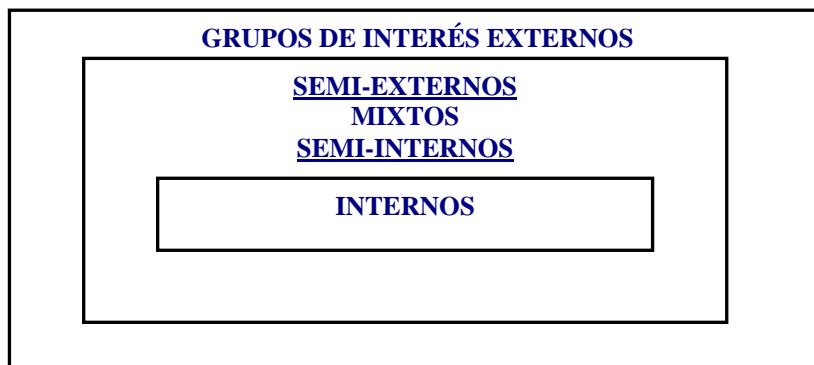 GRUPOS DE INTERÉS EXTERNOS
SEMI-EXTERNOS
MIXTOS
SEMI-INTERNOS
INTERNOS